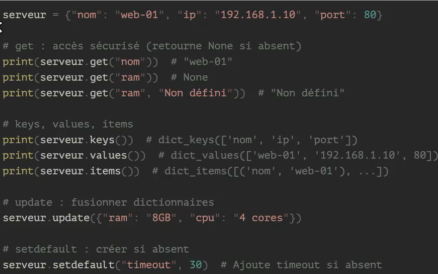 serveur = {"nom": "web-01", "ip": "192.168.1.10", "port": 80}
# get : accès sécurisé (retourne None si absent)
print(serveur.get("nom"))  # "web-01"
print(serveur.get("ram"))  # None
print(serveur.get("ram", "Non défini"))  # "Non défini"
# keys, values, items
print(serveur.keys())  # dict_keys(['nom', 'ip', 'port'])
print(serveur.values())  # dict_values(['web-01', '192.168.1.10', 80])
print(serveur.items())  # dict_items([('nom', 'web-01'), ...])
# update : fusionner dictionnaires
serveur.update({"ram": "8GB", "cpu": "4 cores"})
# setdefault : créer si absent
serveur.setdefault("timeout", 30)  # Ajoute timeout si absent